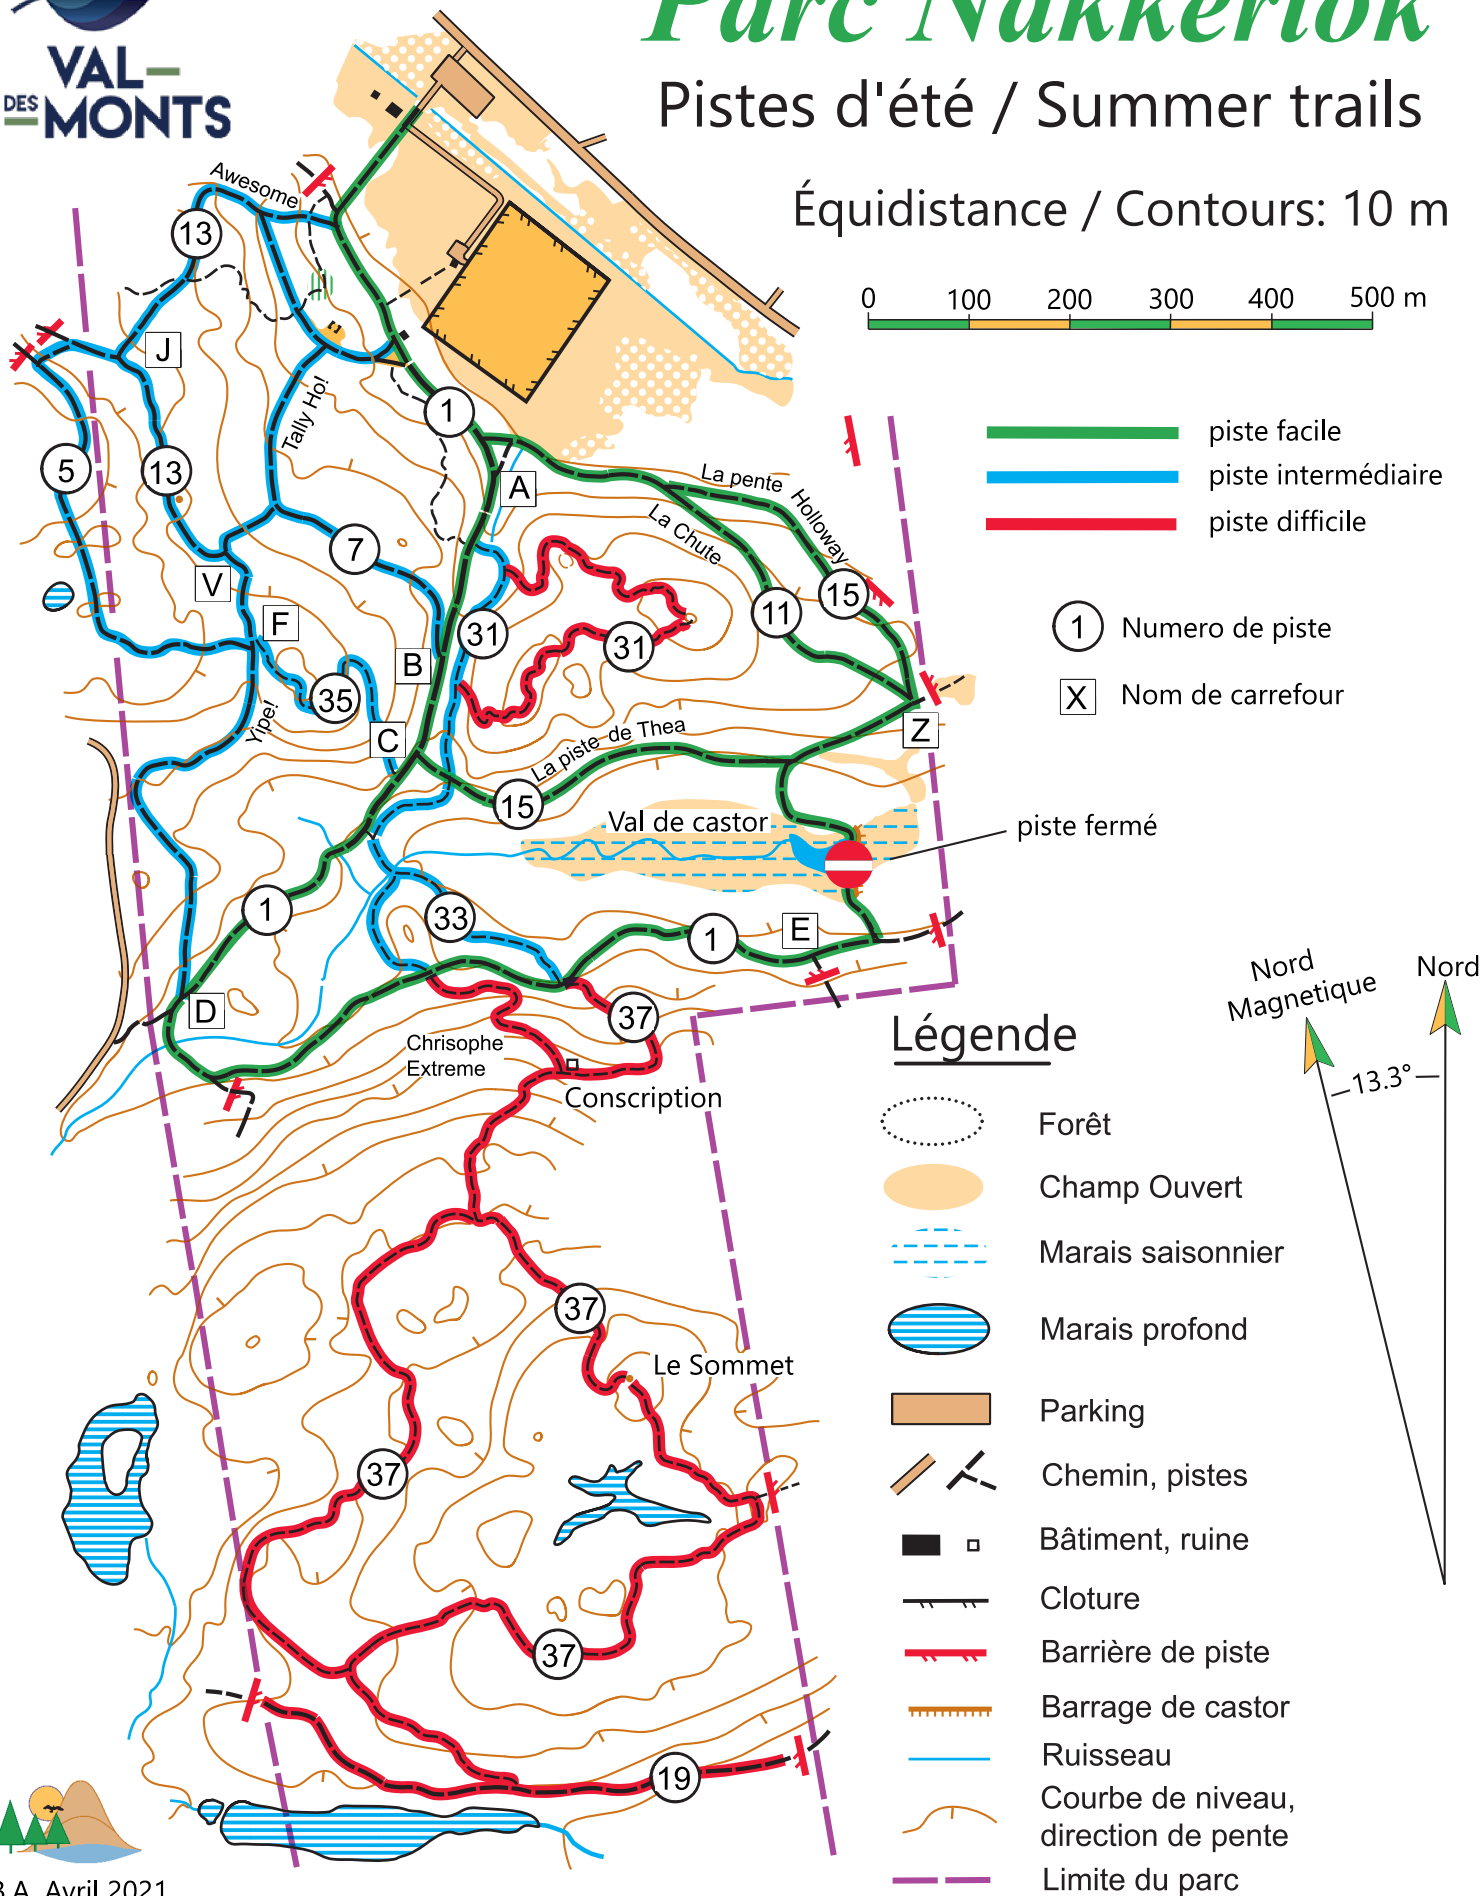 Parc Nakkertok
VAL
DES MONTS
Pistes d'été / Summer trails
Équidistance / Contours: 10 m
0 100 200 300 400 500 m
Awesome
13
J
Tally Ho!
1
5
13
A
La pente
Holloway
La Chute
7
V
F
31
31
11
15
B
35
C
Yipe!
La piste de Thea
Z
15
Val de castor
piste fermé
1
33
1
E
D
37
Chrisophe
Extreme
Conscription
37
Le Sommet
37
37
19
piste facile
piste intermédiaire
piste difficile
1 Numero de piste
X Nom de carrefour
Nord
Magnetique
Nord
13.3°
Légende
Forêt
Champ Ouvert
Marais saisonnier
Marais profond
Parking
Chemin, pistes
Bâtiment, ruine
Cloture
Barrière de piste
Barrage de castor
Ruisseau
Courbe de niveau,
direction de pente
Limite du parc
B.A. Avril 2021